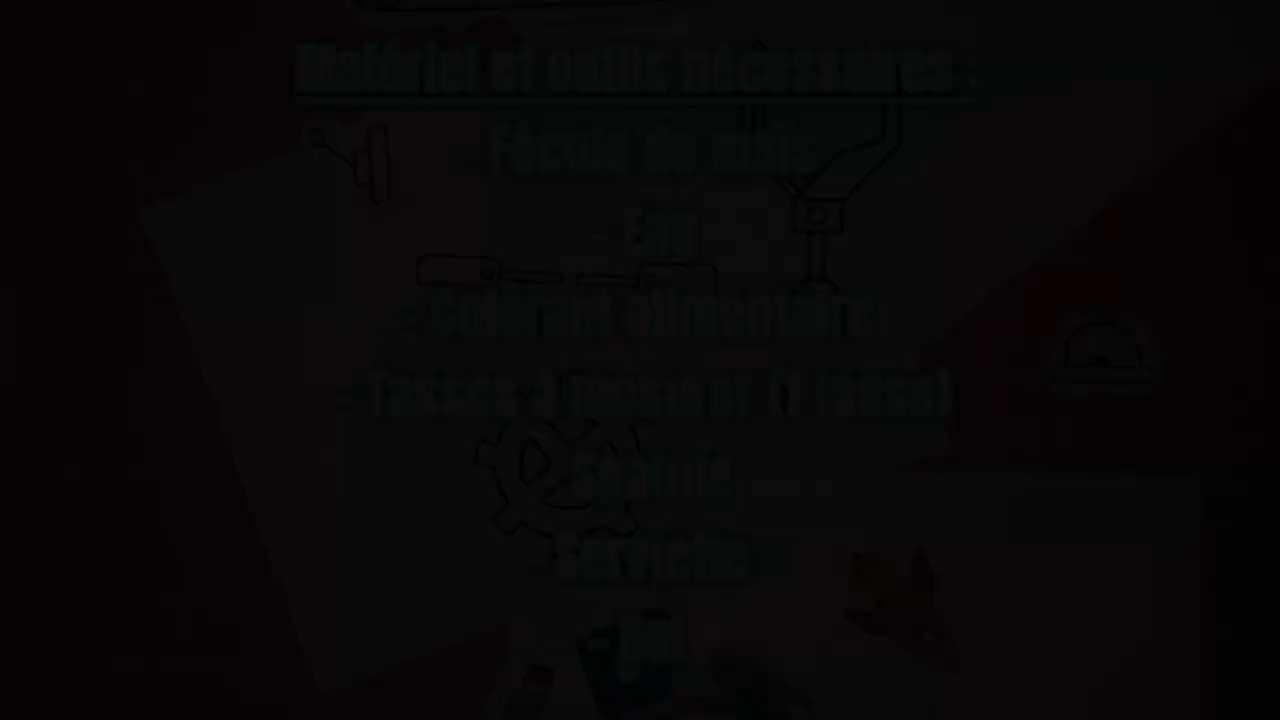 Matériel et outils nécessaires :
- Fécule de maïs
- Eau
- Colorant alimentaire
- Tasses à mesurer (1 tasse)
- Spatule
- Serviette
- Bol